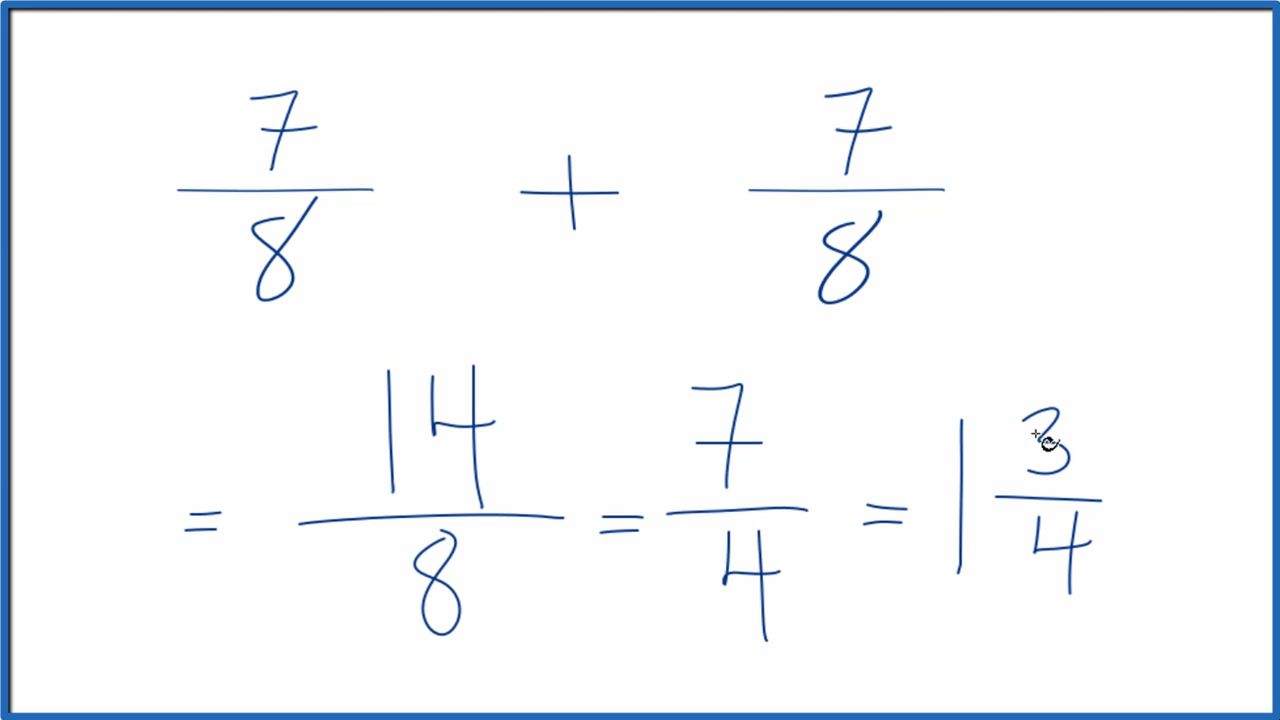 7/8 + 7/8
= 14/8 = 7/4 = 1 3/4